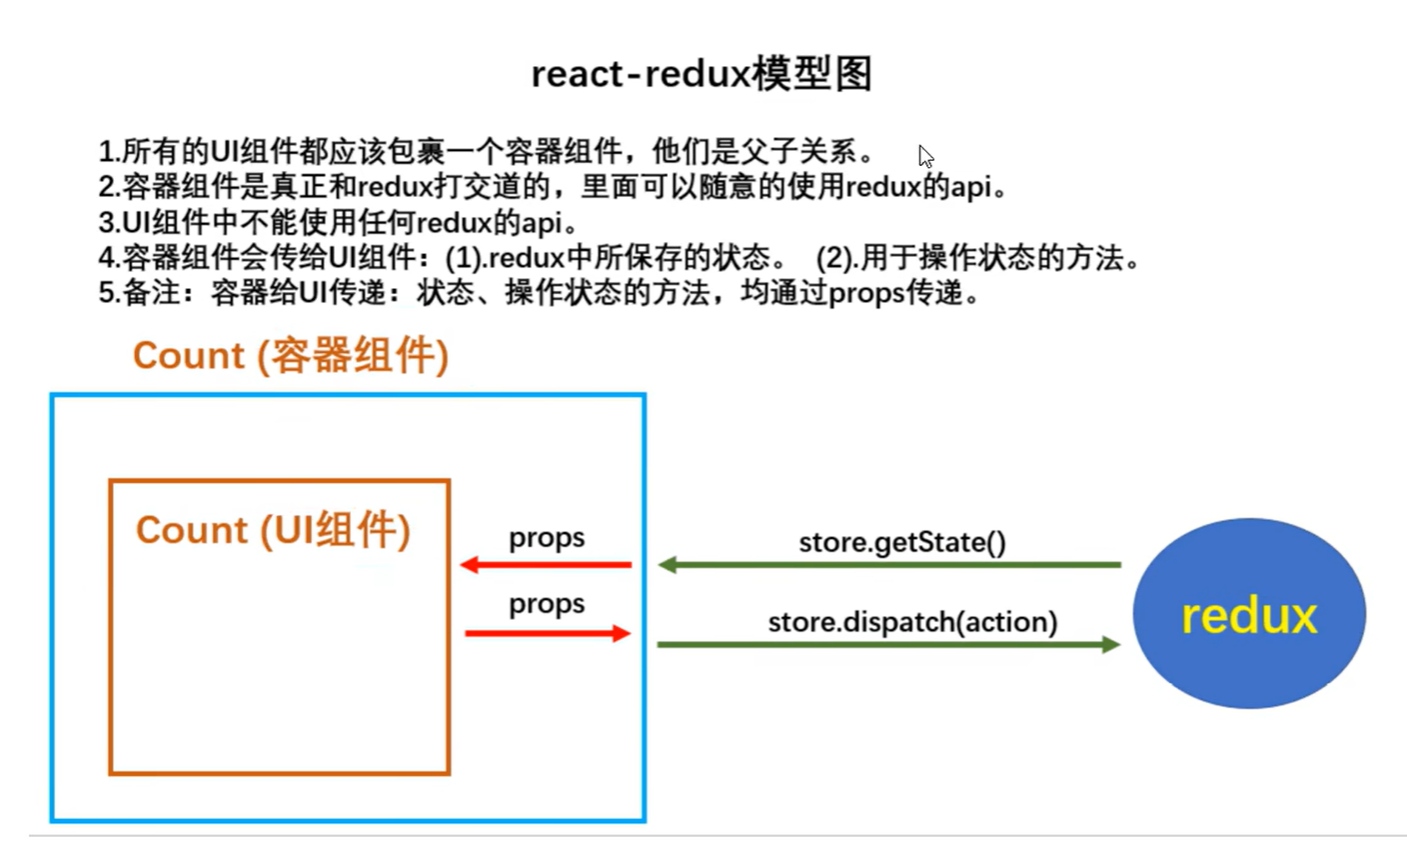 react-redux模型图
1.所有的UI组件都应该包裹一个容器组件，他们是父子关系。
2.容器组件是真正和redux打交道的，里面可以随意的使用redux的api。
3.UI组件中不能使用任何redux的api。
4.容器组件会传给UI组件：(1).redux中所保存的状态。 (2).用于操作状态的方法。
5.备注：容器给UI传递：状态、操作状态的方法，均通过props传递。
Count (容器组件)
Count (UI组件)
props
props
store.getState()
store.dispatch(action)
redux